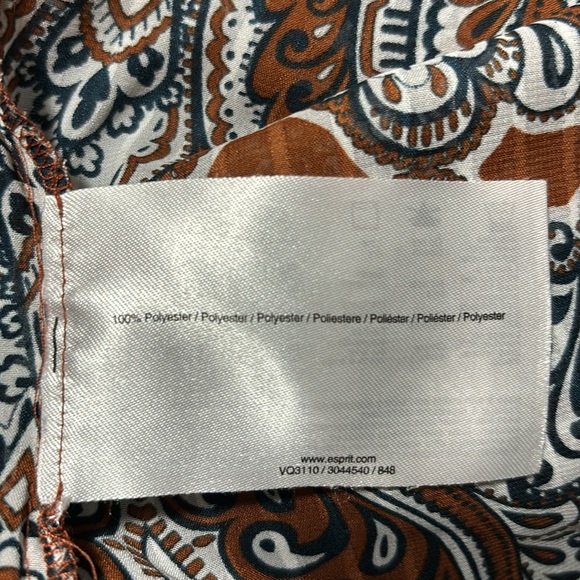 100% Polyester / Polyester / Polyester / Poliestere / Poliéster / Poliéster / Polyester
www.esprit.com
VQ3110 / 3044540 / 848